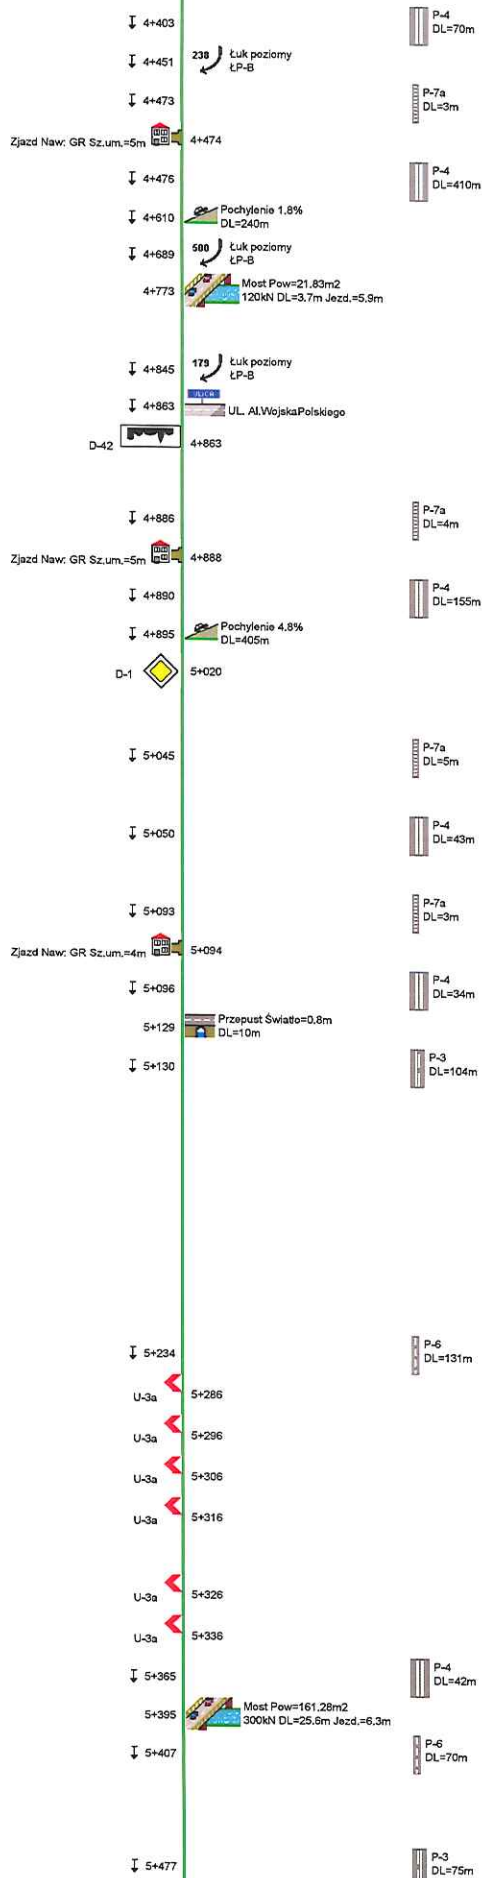 4+403
P-4
DL=70m
4+451
238
Łuk poziomy
ŁP-B
4+473
P-7a
DL=3m
Zjazd Naw: GR Sz.um.=5m
4+474
4+476
P-4
DL=410m
4+610
Pochylenie 1.8%
DL=240m
4+689
500
Łuk poziomy
ŁP-B
4+773
Most Pow=21.83m2
120kN DL=3.7m Jezd.=5.9m
4+845
179
Łuk poziomy
ŁP-B
4+863
ULICA
UL. Al.WojskaPolskiego
D-42
4+863
4+886
P-7a
DL=4m
Zjazd Naw: GR Sz.um.=5m
4+888
4+890
P-4
DL=155m
4+895
Pochylenie 4.8%
DL=405m
D-1
5+020
5+045
P-7a
DL=5m
5+050
P-4
DL=43m
5+093
P-7a
DL=3m
Zjazd Naw: GR Sz.um.=4m
5+094
5+096
P-4
DL=34m
5+129
Przepust Światło=0.8m
DL=10m
5+130
P-3
DL=104m
5+234
P-6
DL=131m
U-3a
5+286
U-3a
5+296
U-3a
5+306
U-3a
5+316
U-3a
5+326
U-3a
5+336
5+365
P-4
DL=42m
5+395
Most Pow=161.28m2
300kN DL=25.6m Jezd.=6.3m
5+407
P-6
DL=70m
5+477
P-3
DL=75m